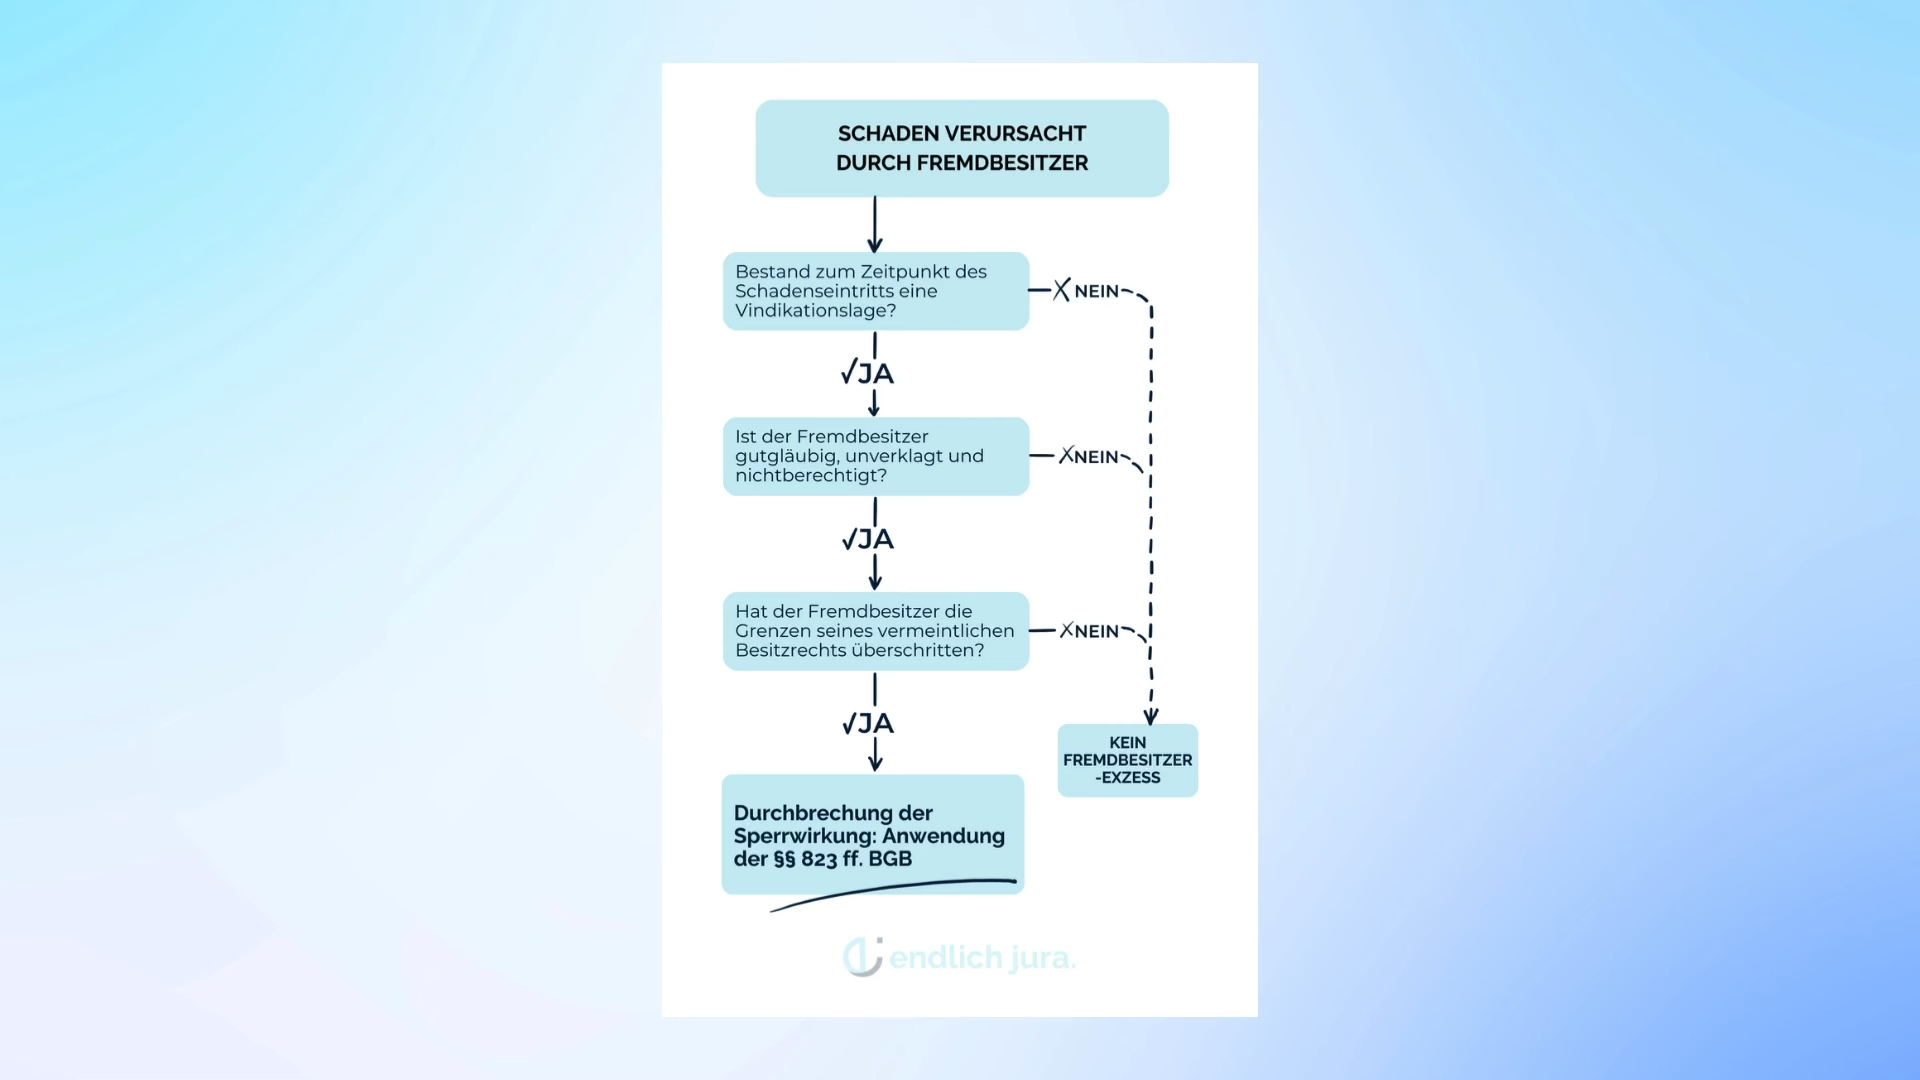 SCHADEN VERURSACHT
DURCH FREMDBESITZER
Bestand zum Zeitpunkt des
Schadenseintritts eine
Vindikationslage?
NEIN
JA
Ist der Fremdbesitzer
gutgläubig, unverklagt und
nichtberechtigt?
NEIN
JA
Hat der Fremdbesitzer die
Grenzen seines vermeintlichen
Besitzrechts überschritten?
NEIN
JA
KEIN
FREMDBESITZER
-EXZESS
Durchbrechung der
Sperrwirkung: Anwendung
der §§ 823 ff. BGB
endlich jura.